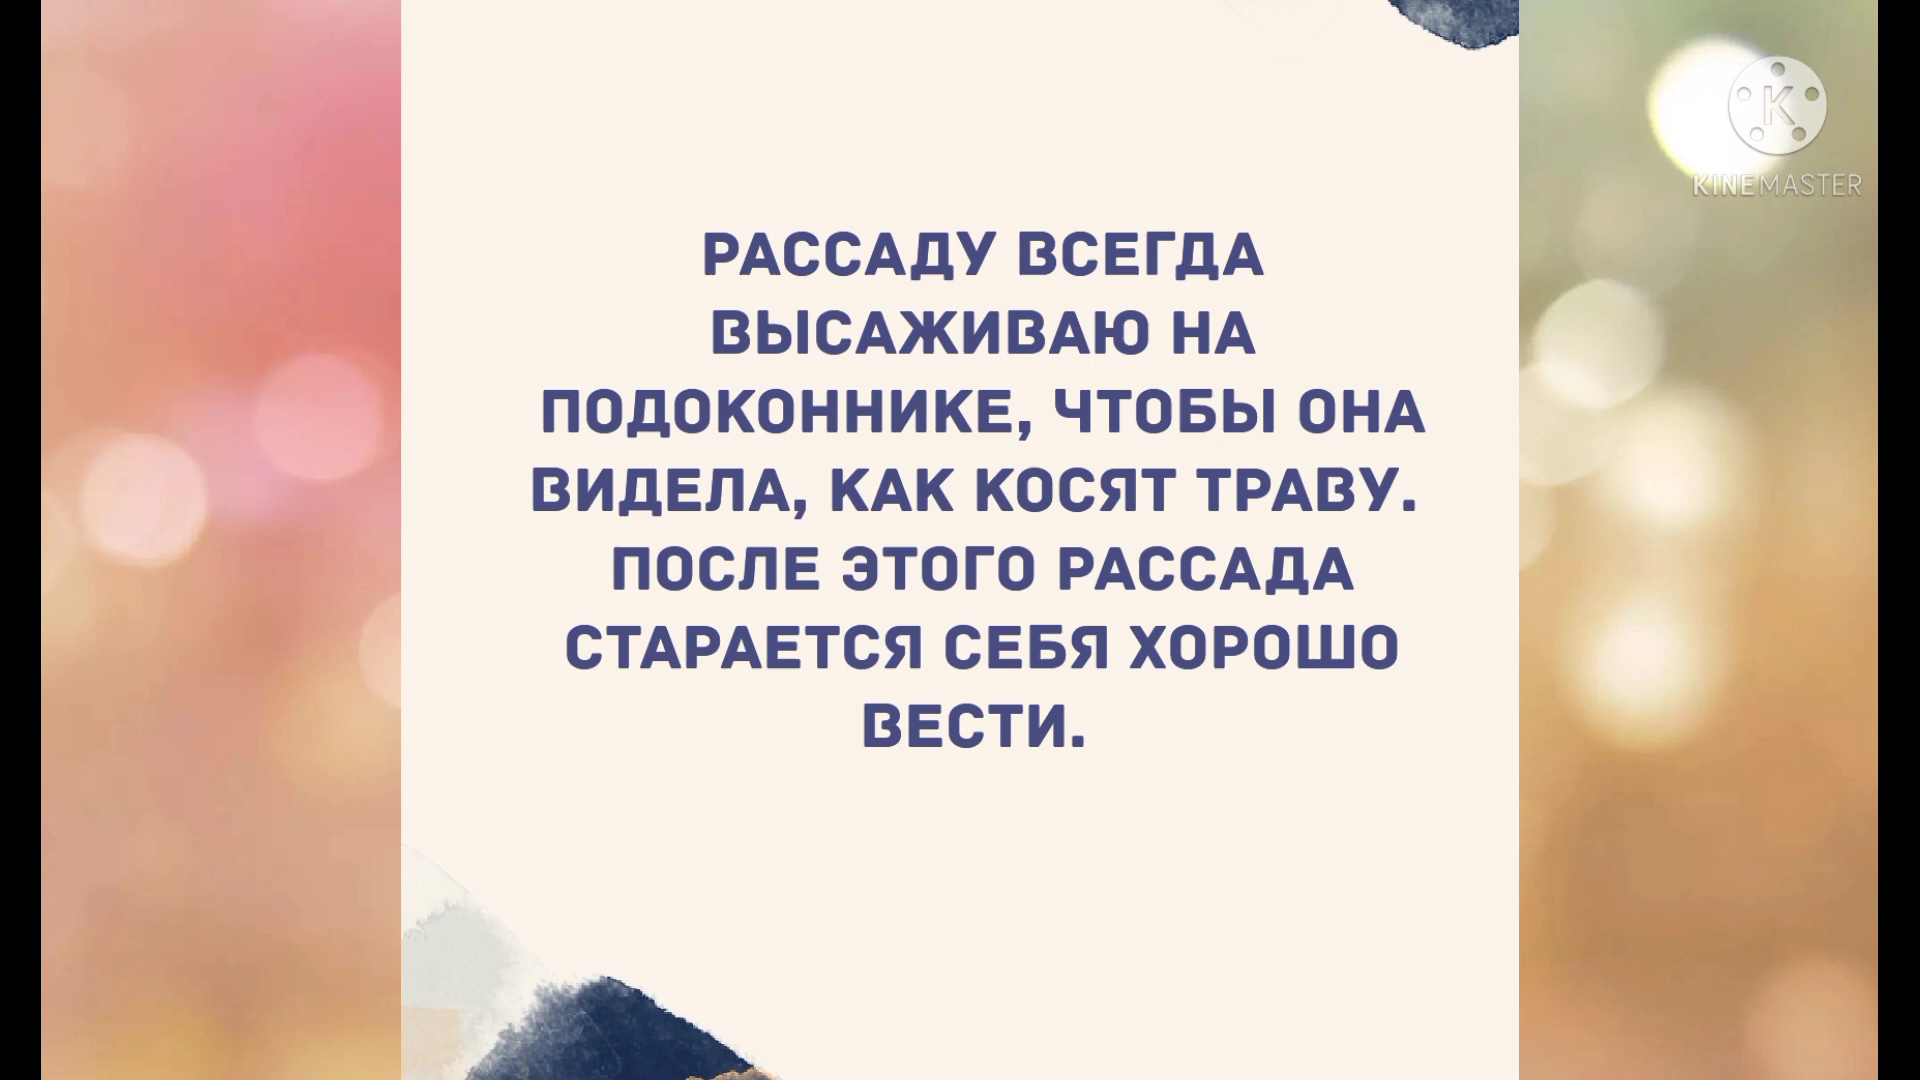 РАССАДУ ВСЕГДА
ВЫСАЖИВАЮ НА
ПОДОКОННИКЕ, ЧТОБЫ ОНА
ВИДЕЛА, КАК КОСЯТ ТРАВУ.
ПОСЛЕ ЭТОГО РАССАДА
СТАРАЕТСЯ СЕБЯ ХОРОШО
ВЕСТИ.
K
KINEMASTER